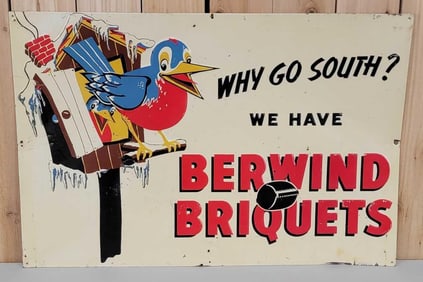 WHY GO SOUTH?
WE HAVE
BERWIND
BRIQUETS